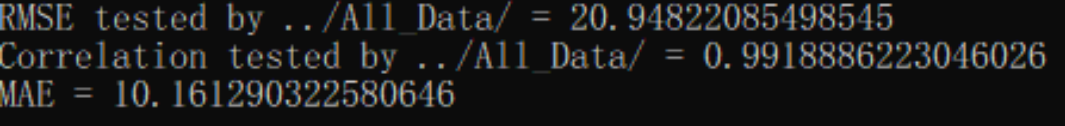 RMSE tested by ../All_Data/ = 20.94822085498545
Correlation tested by ../All_Data/ = 0.9918886223046026
MAE = 10.161290322580646